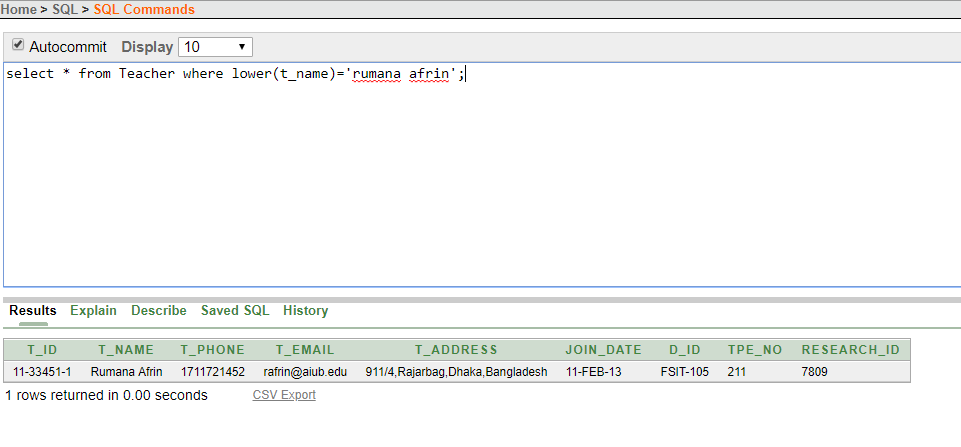 Home > SQL > SQL Commands
Autocommit Display 10
select * from Teacher where lower(t_name)='rumana afrin';
Results Explain Describe Saved SQL History
T_ID T_NAME T_PHONE T_EMAIL T_ADDRESS JOIN_DATE D_ID TPE_NO RESEARCH_ID
11-33451-1 Rumana Afrin 1711721452 rafrin@aiub.edu 911/4,Rajarbag,Dhaka,Bangladesh 11-FEB-13 FSIT-105 211 7809
1 rows returned in 0.00 seconds CSV Export